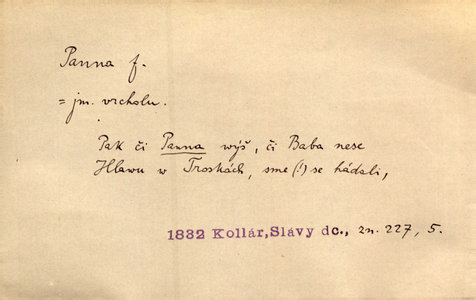 Panna f.
= jm. vrcholu.
Pak či Panna wýš, či Baba nese
Hlawu w Troskách, sme (!) se hádali,
1832 Kollár, Slávy dc., zn. 227, 5.